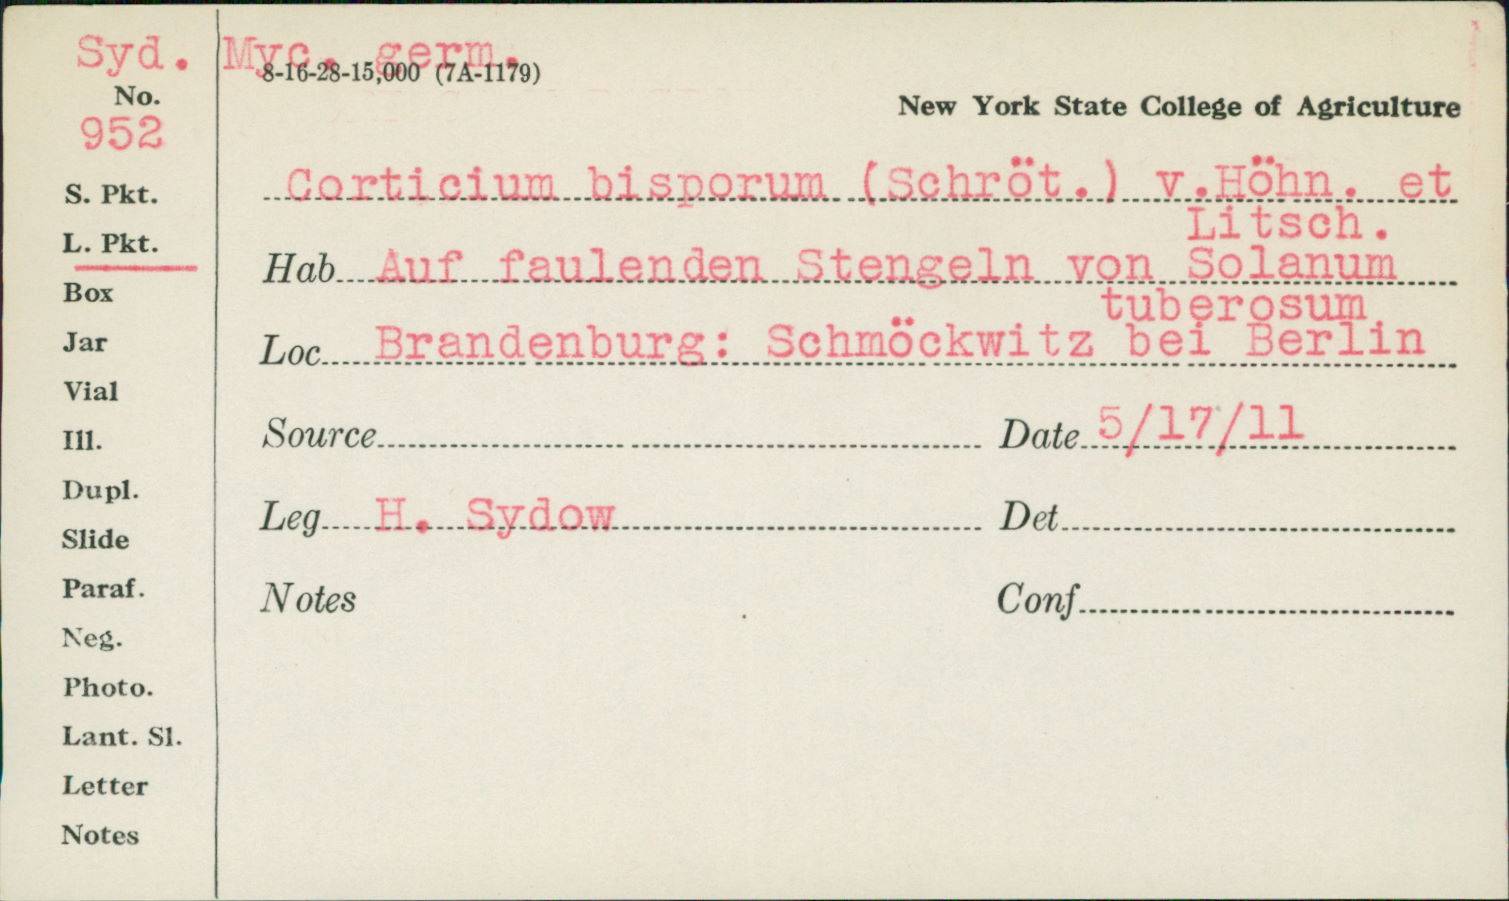 Syd. Myc. germ.
8-16-28-15,000 (7A-1179)
No.
952
New York State College of Agriculture
S. Pkt.
L. Pkt.
Box
Jar
Vial
Ill.
Dupl.
Slide
Paraf.
Neg.
Photo.
Lant. Sl.
Letter
Notes
Corticium bisporum (Schröt.) v.Höhn. et
Litsch.
Hab Auf faulenden Stengeln von Solanum
tuberosum
Loc Brandenburg: Schmöckwitz bei Berlin
Source Date 5/17/11
Leg H. Sydow Det
Notes Conf